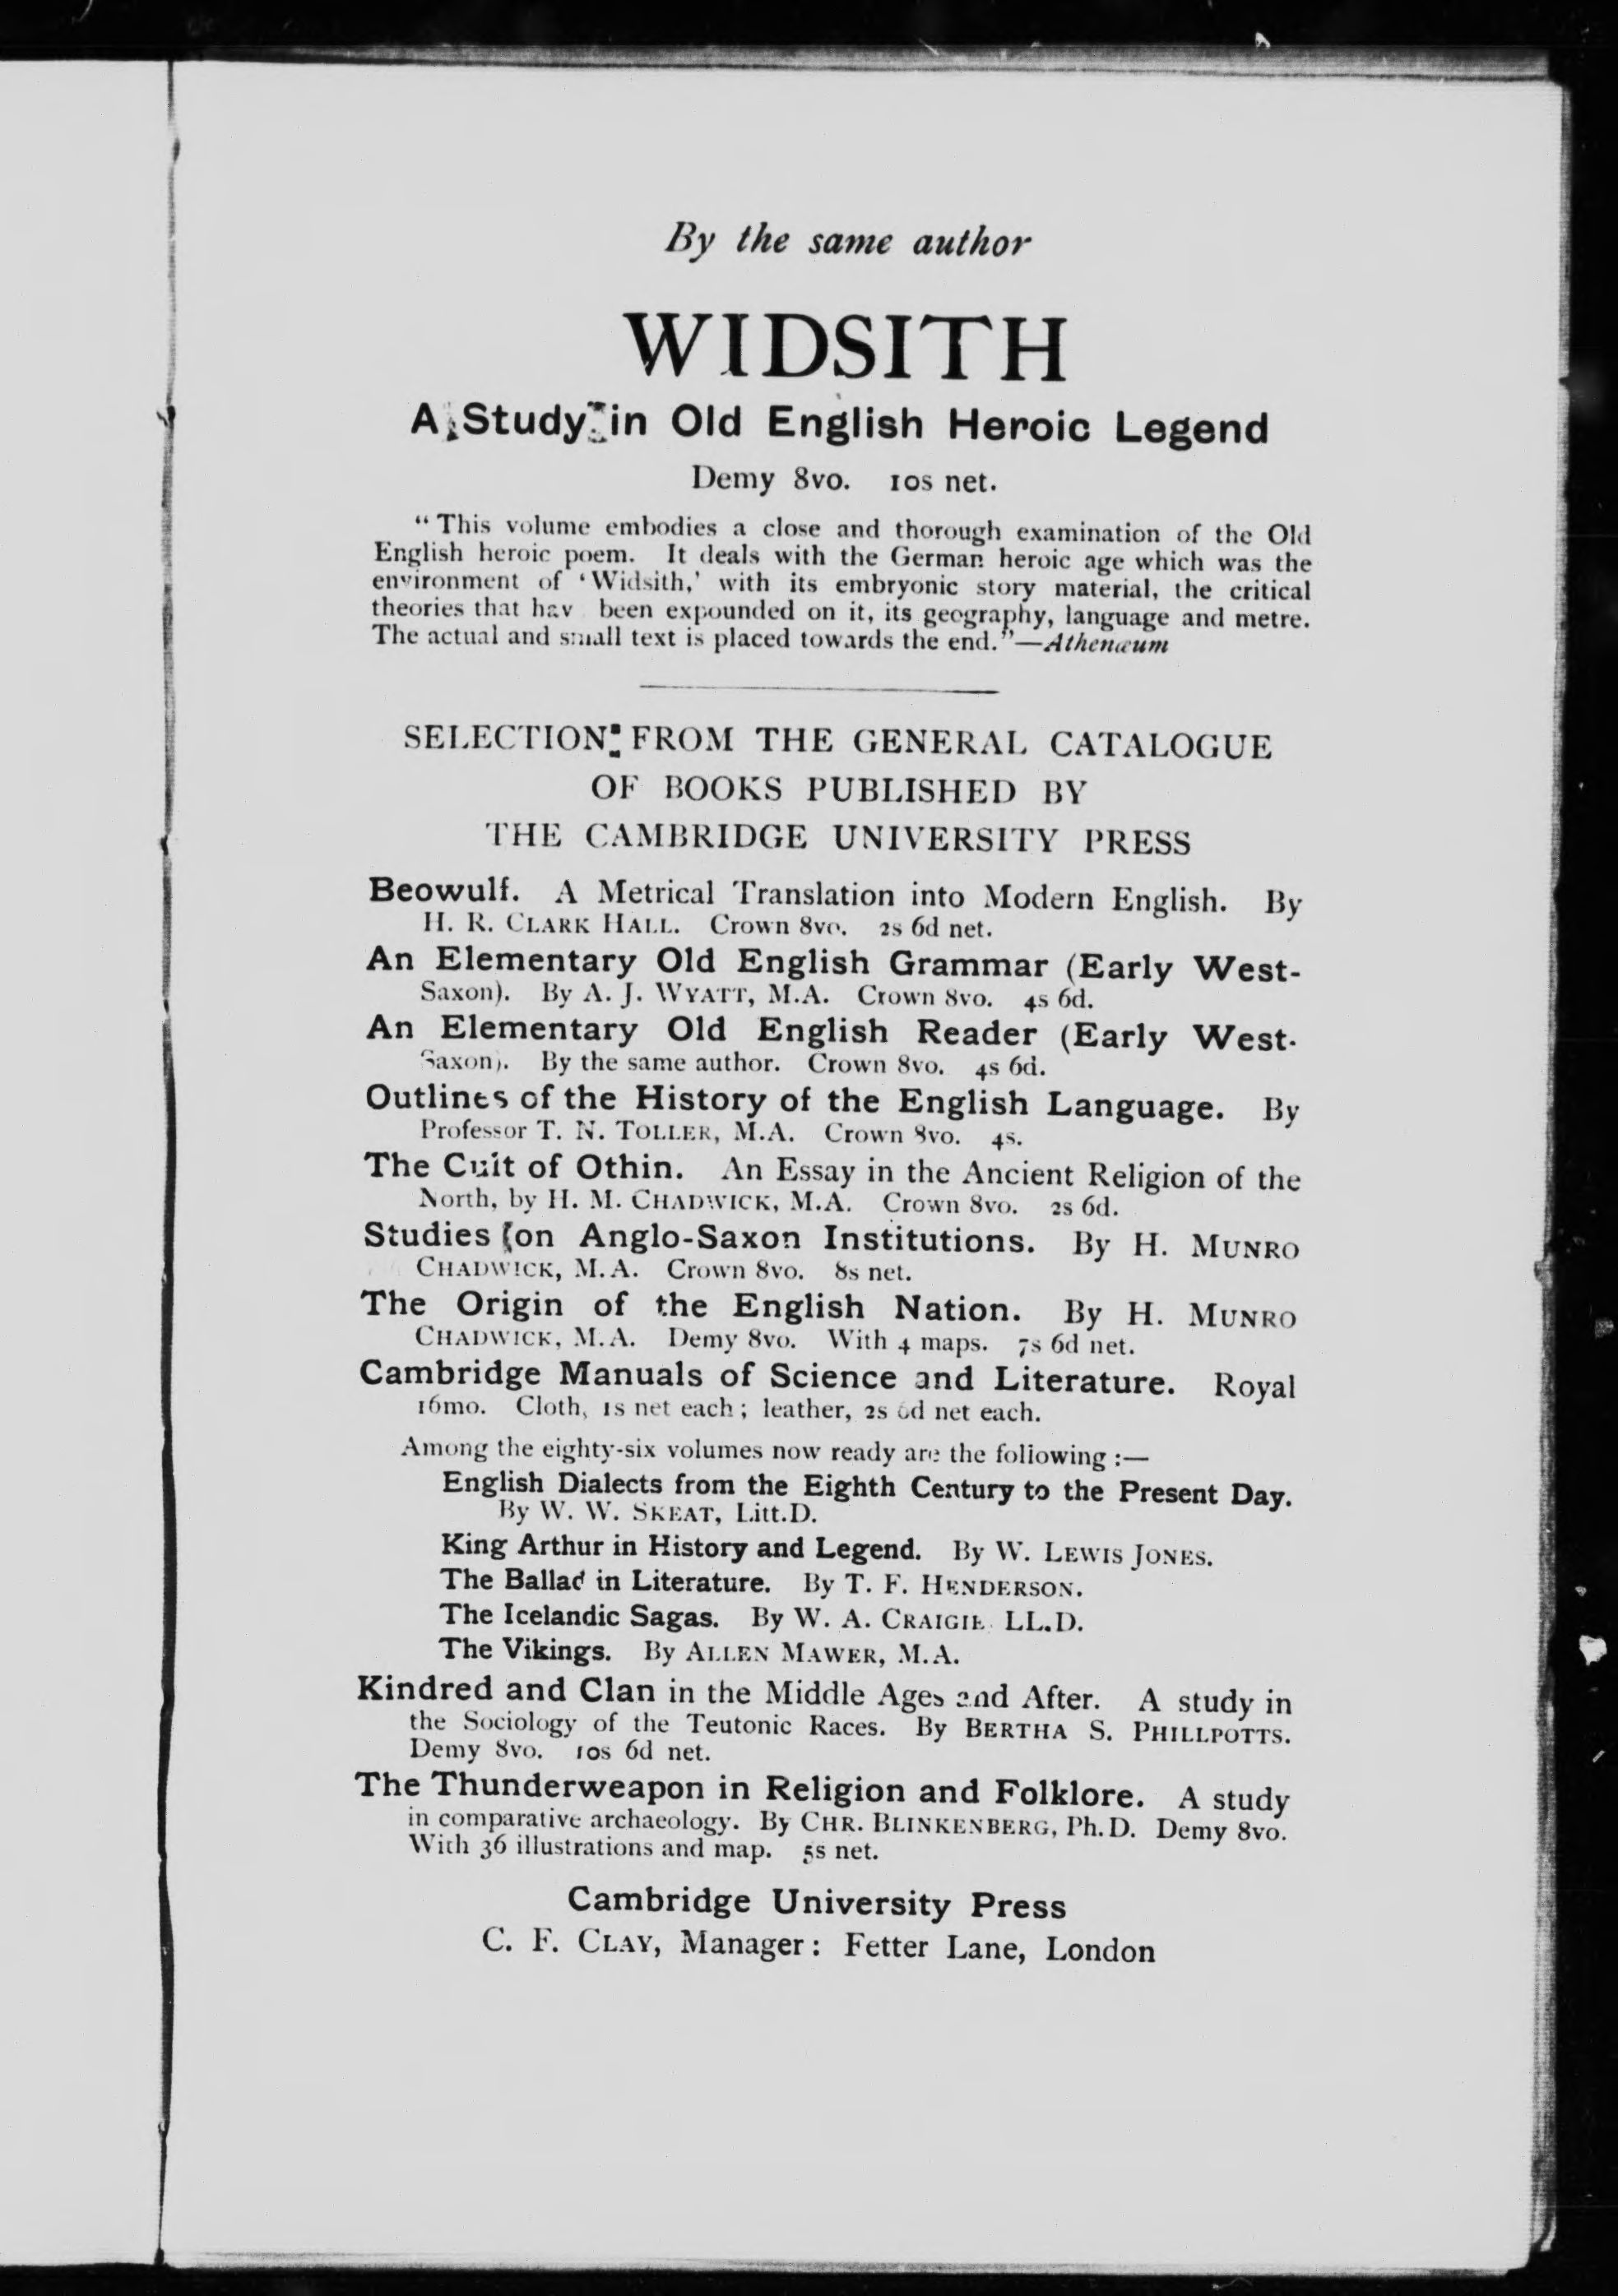 By the same author
WIDSITH
A Study in Old English Heroic Legend
Demy 8vo. 10s net.
“This volume embodies a close and thorough examination of the Old
English heroic poem. It deals with the German heroic age which was the
environment of ‘Widsith,’ with its embryonic story material, the critical
theories that hav been expounded on it, its geography, language and metre.
The actual and small text is placed towards the end.”—Athenæum
SELECTION FROM THE GENERAL CATALOGUE
OF BOOKS PUBLISHED BY
THE CAMBRIDGE UNIVERSITY PRESS
Beowulf. A Metrical Translation into Modern English. By
H. R. CLARK HALL. Crown 8vo. 2s 6d net.
An Elementary Old English Grammar (Early West-
Saxon). By A. J. WYATT, M.A. Crown 8vo. 4s 6d.
An Elementary Old English Reader (Early West-
Saxon). By the same author. Crown 8vo. 4s 6d.
Outlines of the History of the English Language. By
Professor T. N. TOLLER, M.A. Crown 8vo. 4s.
The Cult of Othin. An Essay in the Ancient Religion of the
North, by H. M. CHADWICK, M.A. Crown 8vo. 2s 6d.
Studies on Anglo-Saxon Institutions. By H. MUNRO
CHADWICK, M.A. Crown 8vo. 8s net.
The Origin of the English Nation. By H. MUNRO
CHADWICK, M.A. Demy 8vo. With 4 maps. 7s 6d net.
Cambridge Manuals of Science and Literature. Royal
16mo. Cloth, 1s net each; leather, 2s 6d net each.
Among the eighty-six volumes now ready are the following :—
English Dialects from the Eighth Century to the Present Day.
By W. W. SKEAT, Litt.D.
King Arthur in History and Legend. By W. LEWIS JONES.
The Ballad in Literature. By T. F. HENDERSON.
The Icelandic Sagas. By W. A. CRAIGIE LL.D.
The Vikings. By ALLEN MAWER, M.A.
Kindred and Clan in the Middle Ages and After. A study in
the Sociology of the Teutonic Races. By BERTHA S. PHILLPOTTS.
Demy 8vo. 10s 6d net.
The Thunderweapon in Religion and Folklore. A study
in comparative archaeology. By CHR. BLINKENBERG, Ph.D. Demy 8vo.
With 36 illustrations and map. 5s net.
Cambridge University Press
C. F. CLAY, Manager: Fetter Lane, London